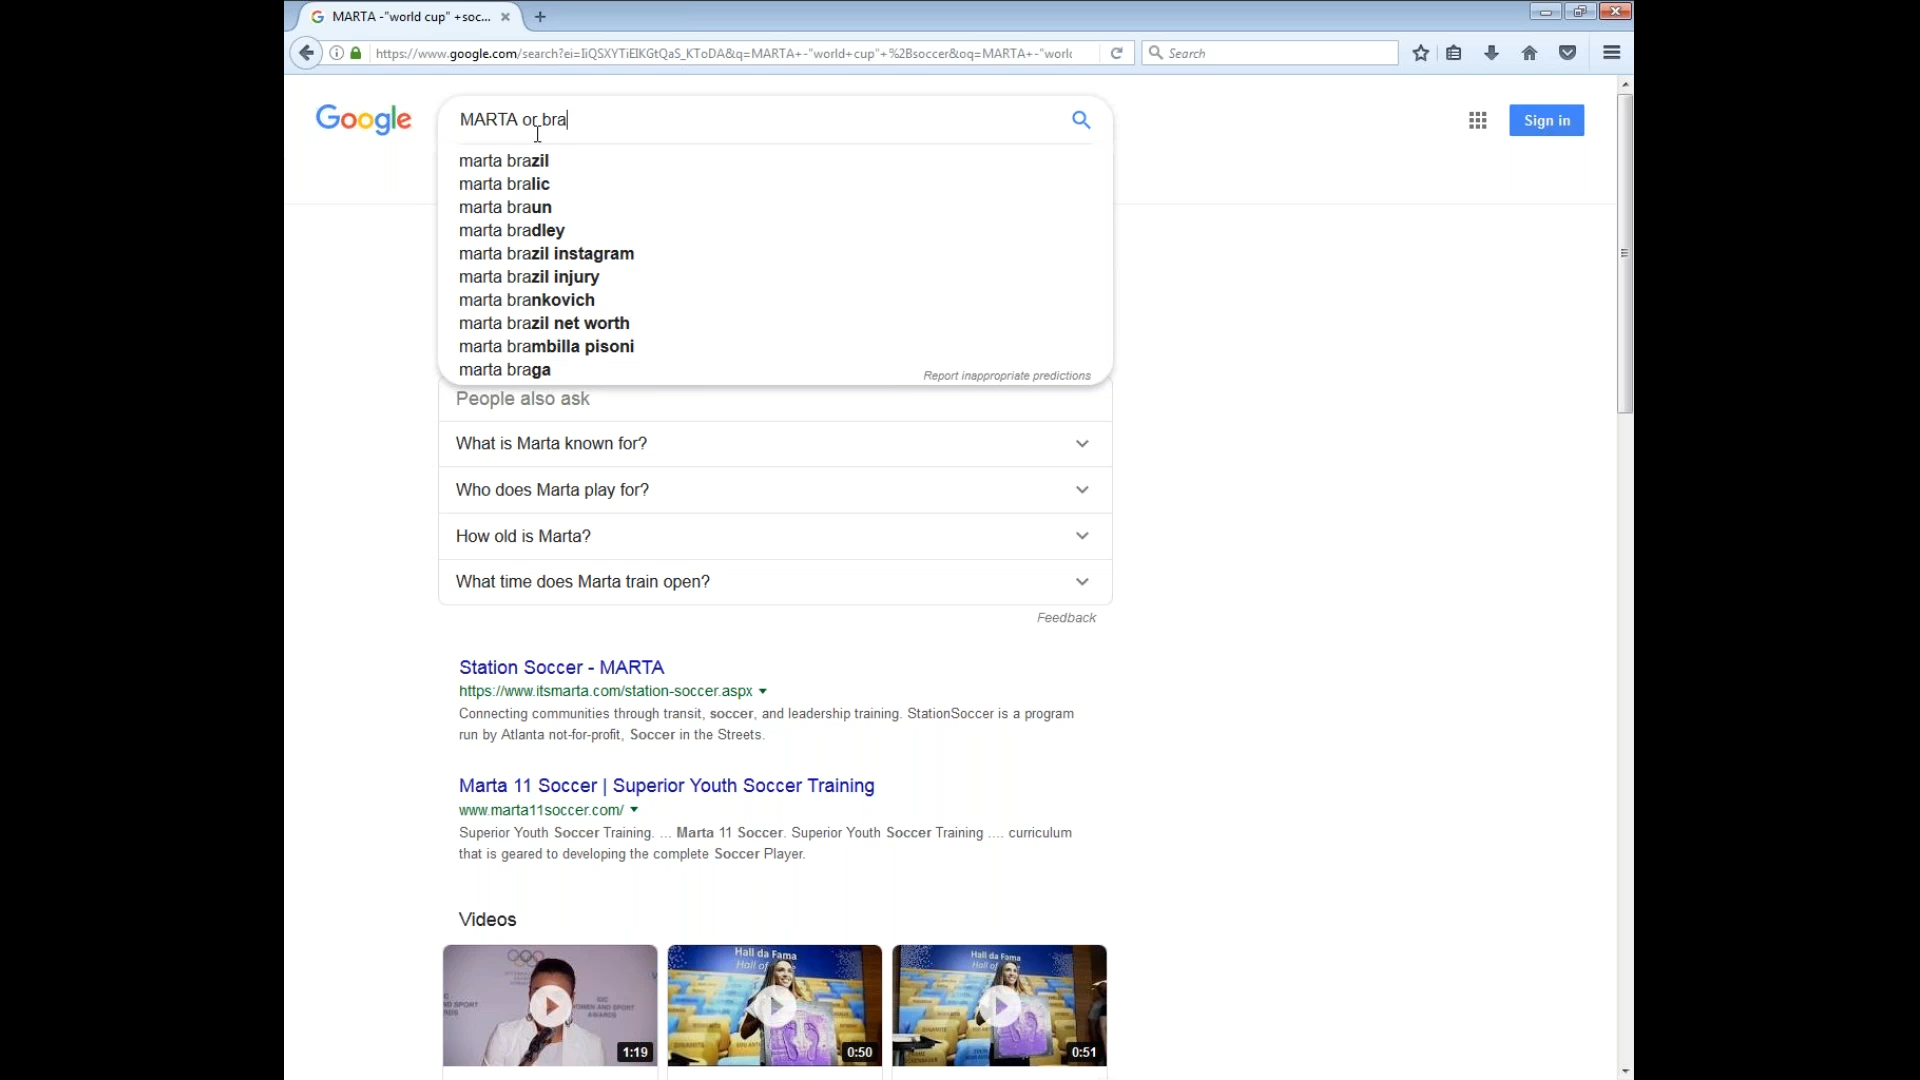 MARTA -"world cup" +soc...
https://www.google.com/search?ei=IiQSXYTiEIKGtQaS_KToDA&q=MARTA+-"world+cup"+%2Bsoccer&oq=MARTA+-"worl
Search
Google
MARTA or bra
Sign in
marta brazil
marta bralic
marta braun
marta bradley
marta brazil instagram
marta brazil injury
marta brankovich
marta brazil net worth
marta brambilla pisoni
marta braga
Report inappropriate predictions
People also ask
What is Marta known for?
Who does Marta play for?
How old is Marta?
What time does Marta train open?
Feedback
Station Soccer - MARTA
https://www.itsmarta.com/station-soccer.aspx
Connecting communities through transit, soccer, and leadership training. StationSoccer is a program
run by Atlanta not-for-profit, Soccer in the Streets.
Marta 11 Soccer | Superior Youth Soccer Training
www.marta11soccer.com/
Superior Youth Soccer Training. ... Marta 11 Soccer. Superior Youth Soccer Training .... curriculum
that is geared to developing the complete Soccer Player.
Videos
Hall da Fama
Hall of
Hall da Fama
Hall of
WOMEN AND SPORT
AWARDS
1:19
0:50
0:51